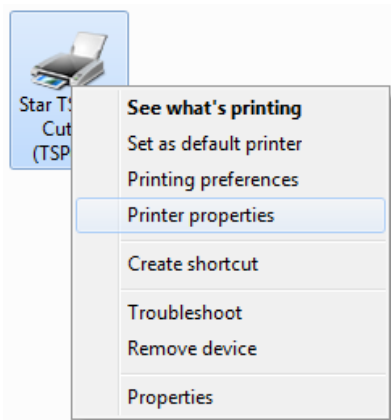 Star TS
Cut
(TSP
See what's printing
Set as default printer
Printing preferences
Printer properties
Create shortcut
Troubleshoot
Remove device
Properties